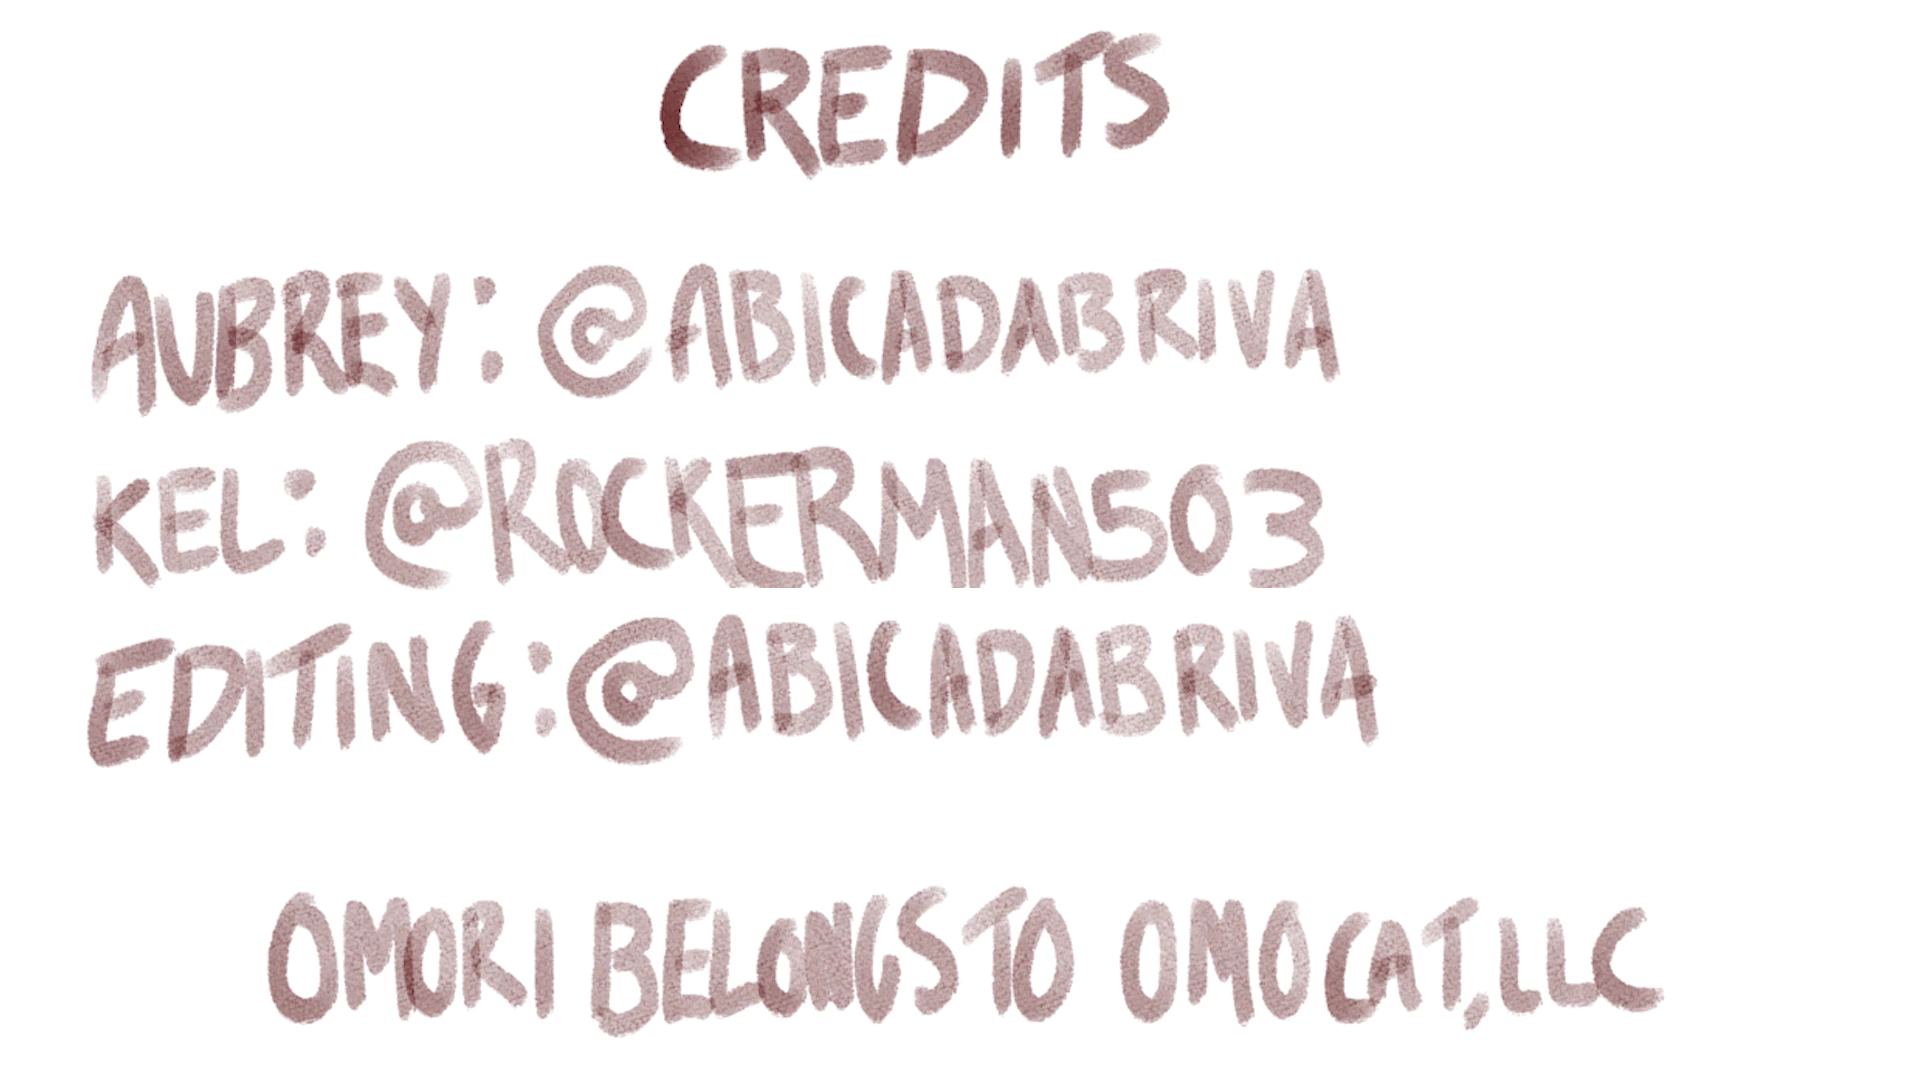 CREDITS
AUBREY: @ABICADABRIVA
KEL: @ROCKERMAN503
EDITING:@ABICADABRIVA
OMORI BELONGS TO OMOCAT, LLC